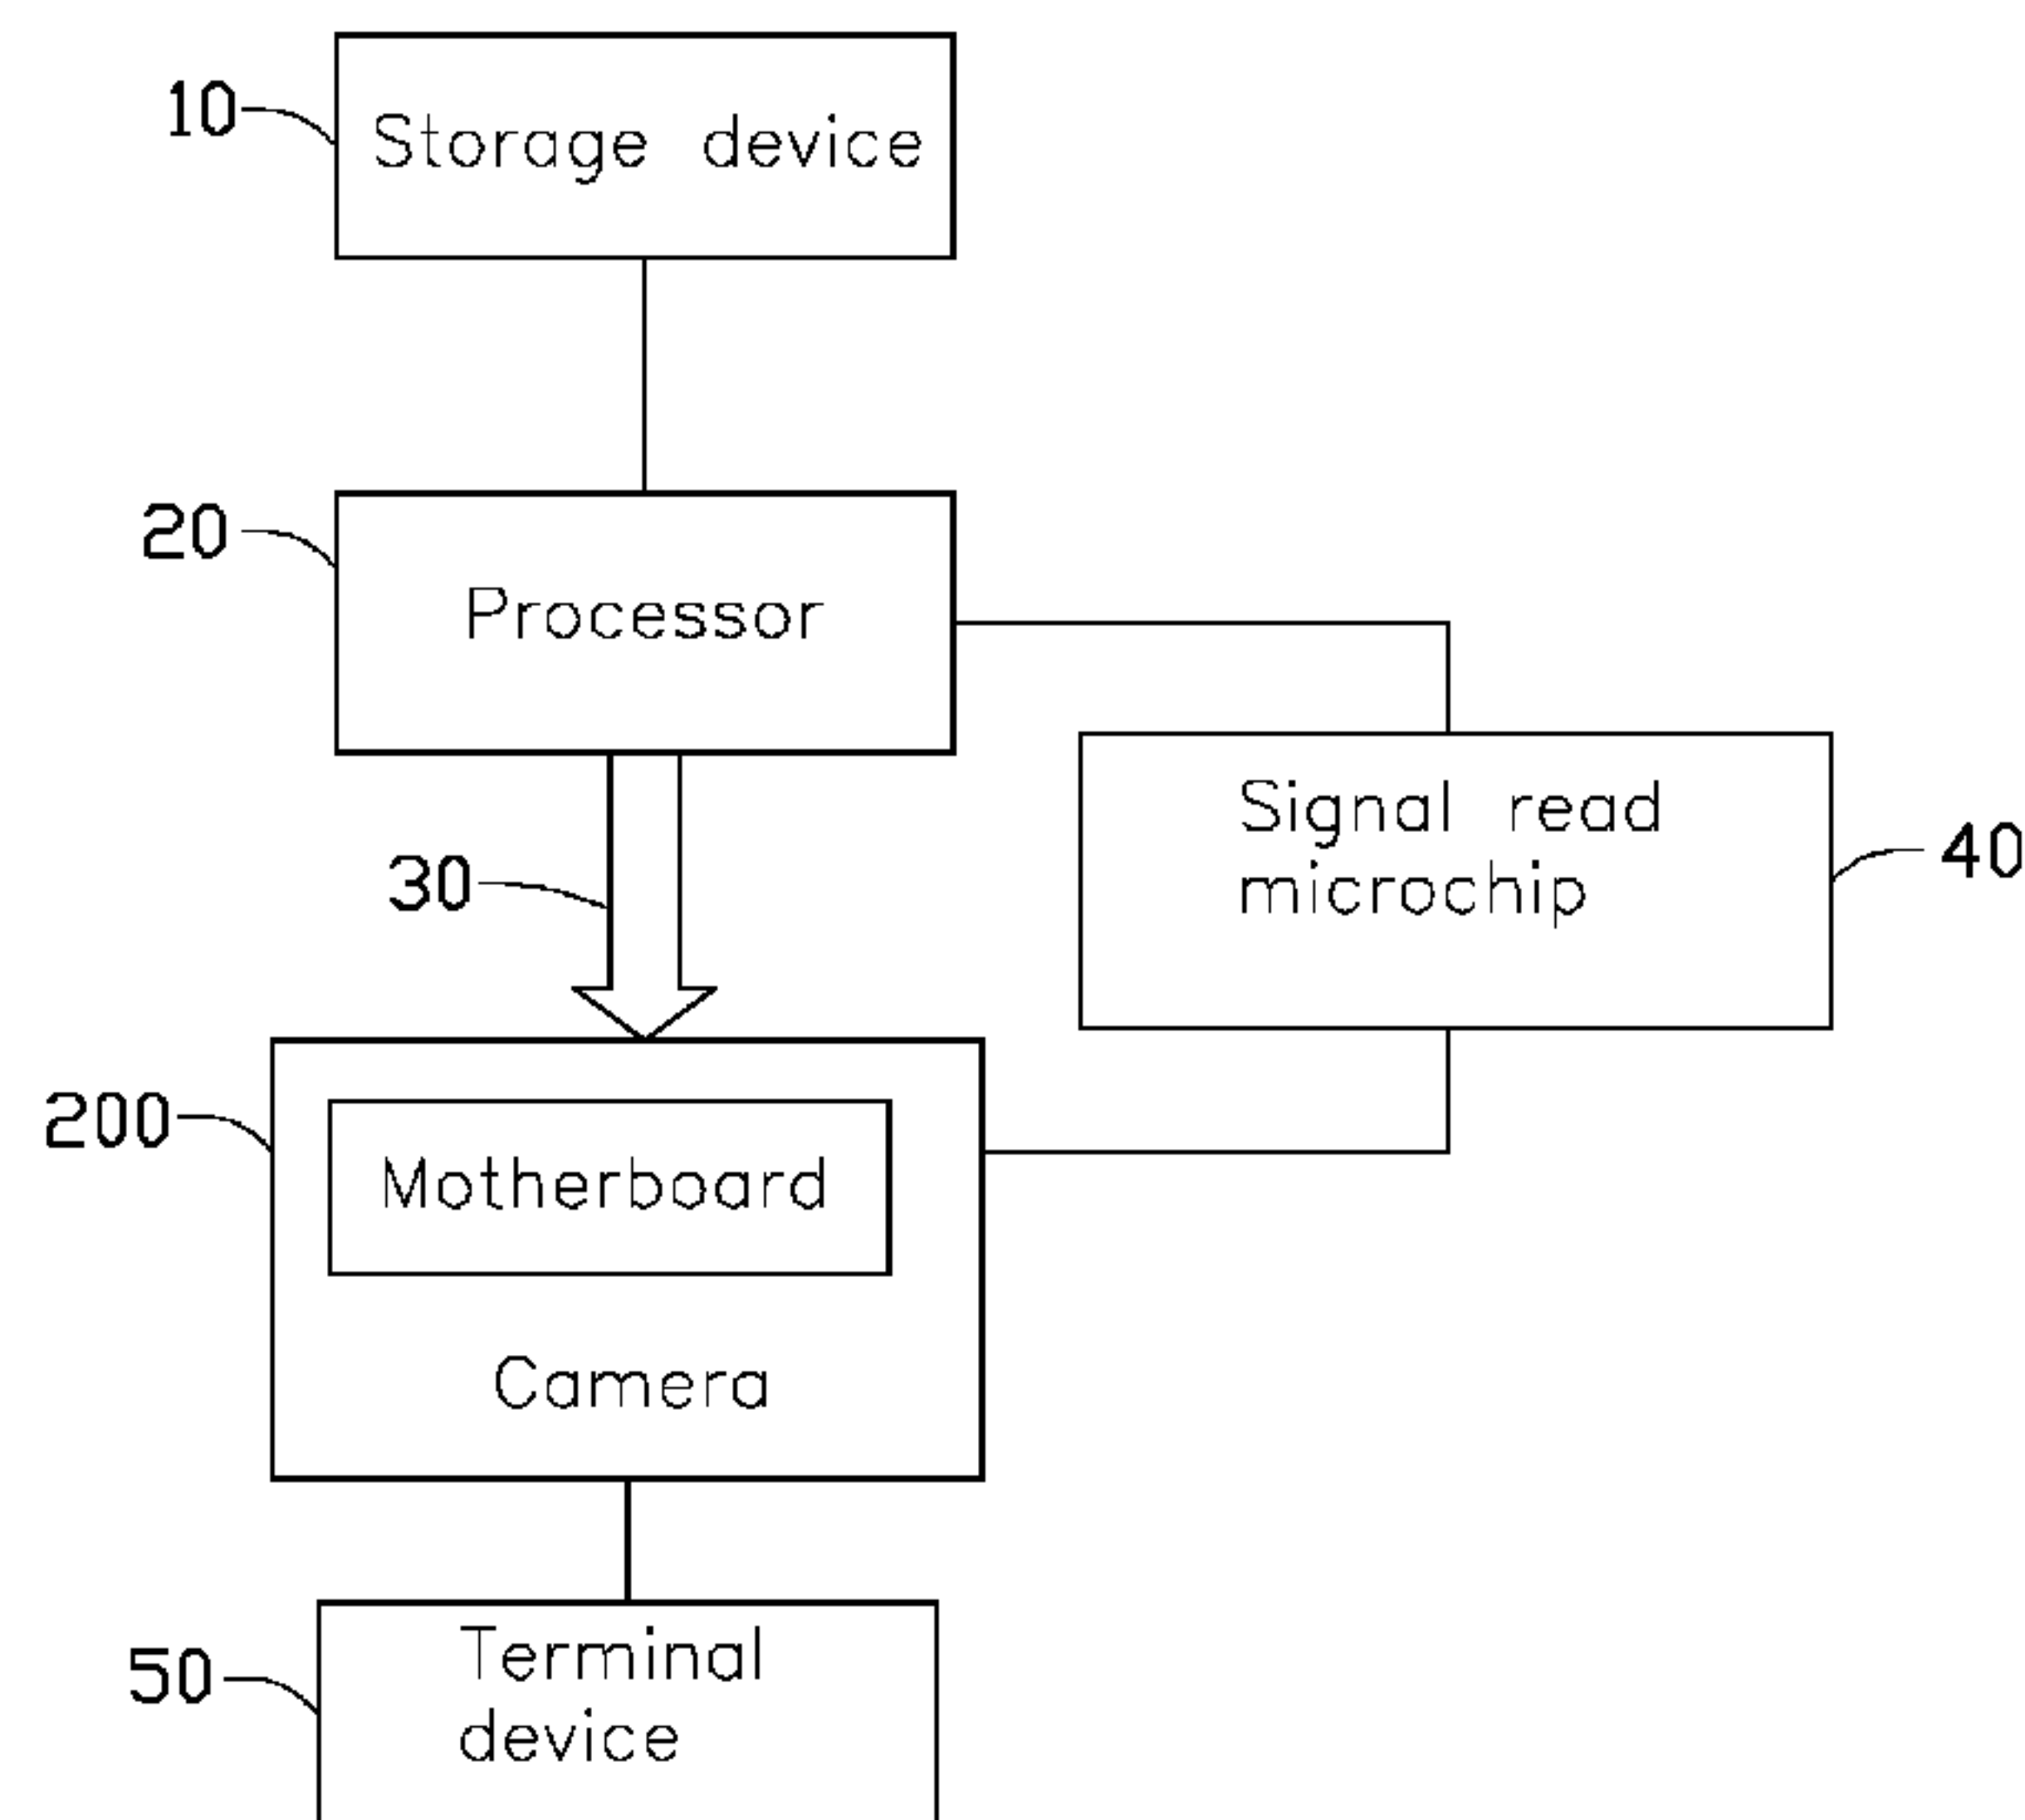 10
Storage device
20
Processor
Signal read
microchip
40
30
200
Motherboard
Camera
50
Terminal
device